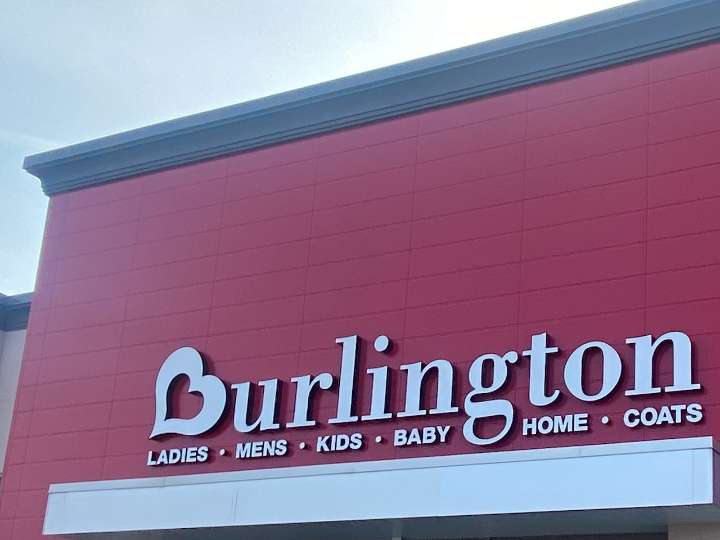 Burlington
LADIES · MENS · KIDS · BABY HOME · COATS